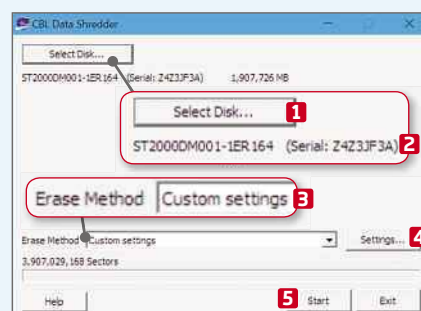 CBL Data Shredder
Select Disk...
ST2000DM001-1ER164 (Serial: Z4Z3JF3A) 1,907,726 MB
Select Disk... 1
ST2000DM001-1ER164 (Serial: Z4Z3JF3A) 2
Erase Method Custom settings 3
Erase Method Custom settings Settings... 4
3,907,029,168 Sectors
Help 5 Start Exit